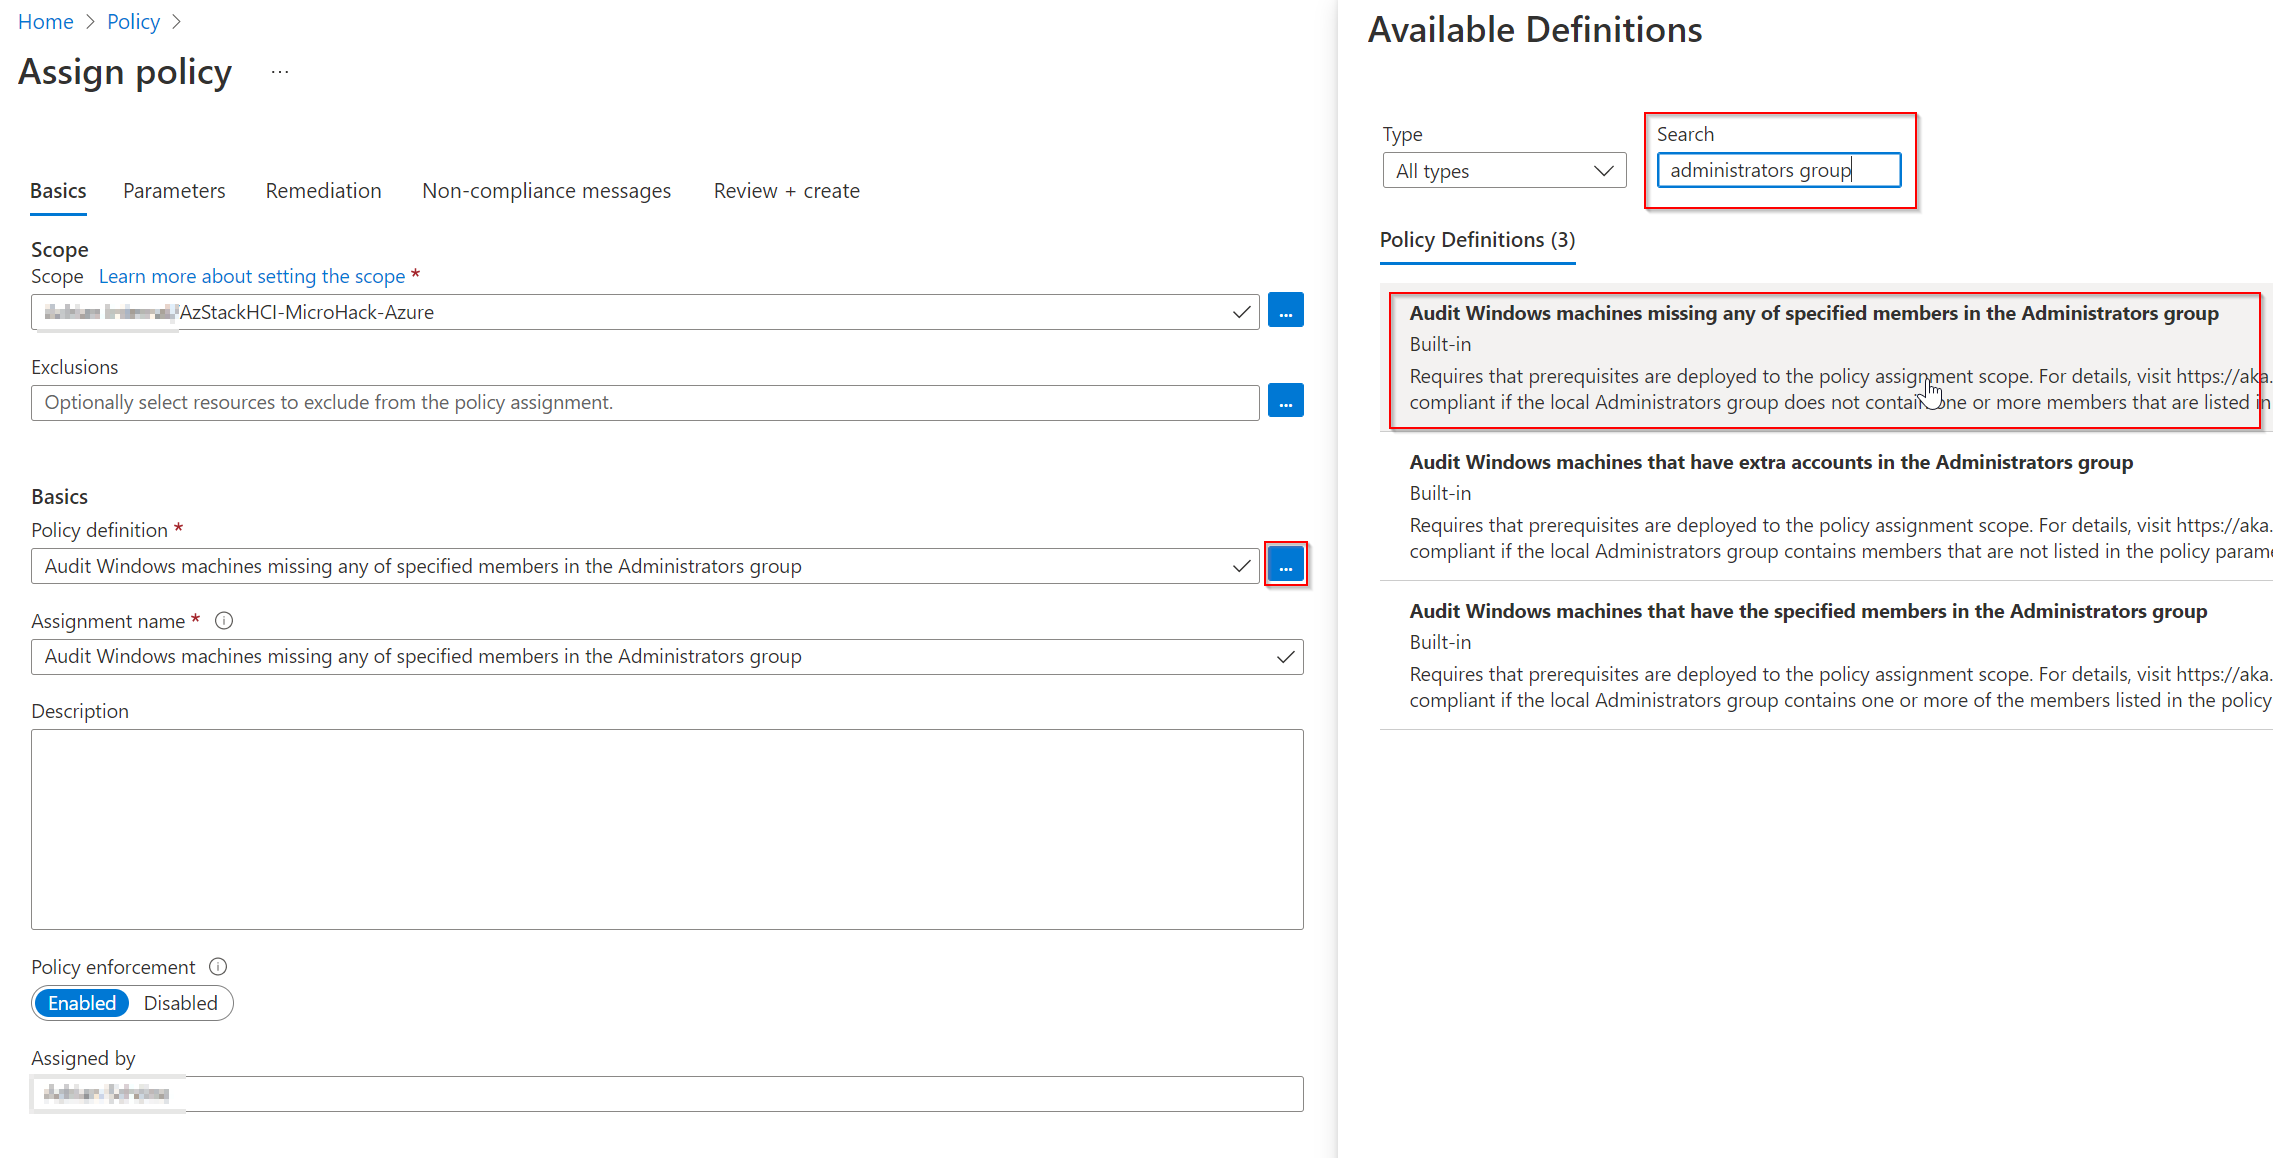 Home > Policy >
Assign policy ...
Basics Parameters Remediation Non-compliance messages Review + create
Scope
Scope Learn more about setting the scope *
/AzStackHCI-MicroHack-Azure
...
Exclusions
Optionally select resources to exclude from the policy assignment.
...
Basics
Policy definition *
Audit Windows machines missing any of specified members in the Administrators group
...
Assignment name *
Audit Windows machines missing any of specified members in the Administrators group
Description
Policy enforcement
Enabled Disabled
Assigned by
Available Definitions
Type
All types
Search
administrators group
Policy Definitions (3)
Audit Windows machines missing any of specified members in the Administrators group
Built-in
Requires that prerequisites are deployed to the policy assignment scope. For details, visit https://aka.
compliant if the local Administrators group does not contain one or more members that are listed in
Audit Windows machines that have extra accounts in the Administrators group
Built-in
Requires that prerequisites are deployed to the policy assignment scope. For details, visit https://aka.
compliant if the local Administrators group contains members that are not listed in the policy parame
Audit Windows machines that have the specified members in the Administrators group
Built-in
Requires that prerequisites are deployed to the policy assignment scope. For details, visit https://aka.
compliant if the local Administrators group contains one or more of the members listed in the policy